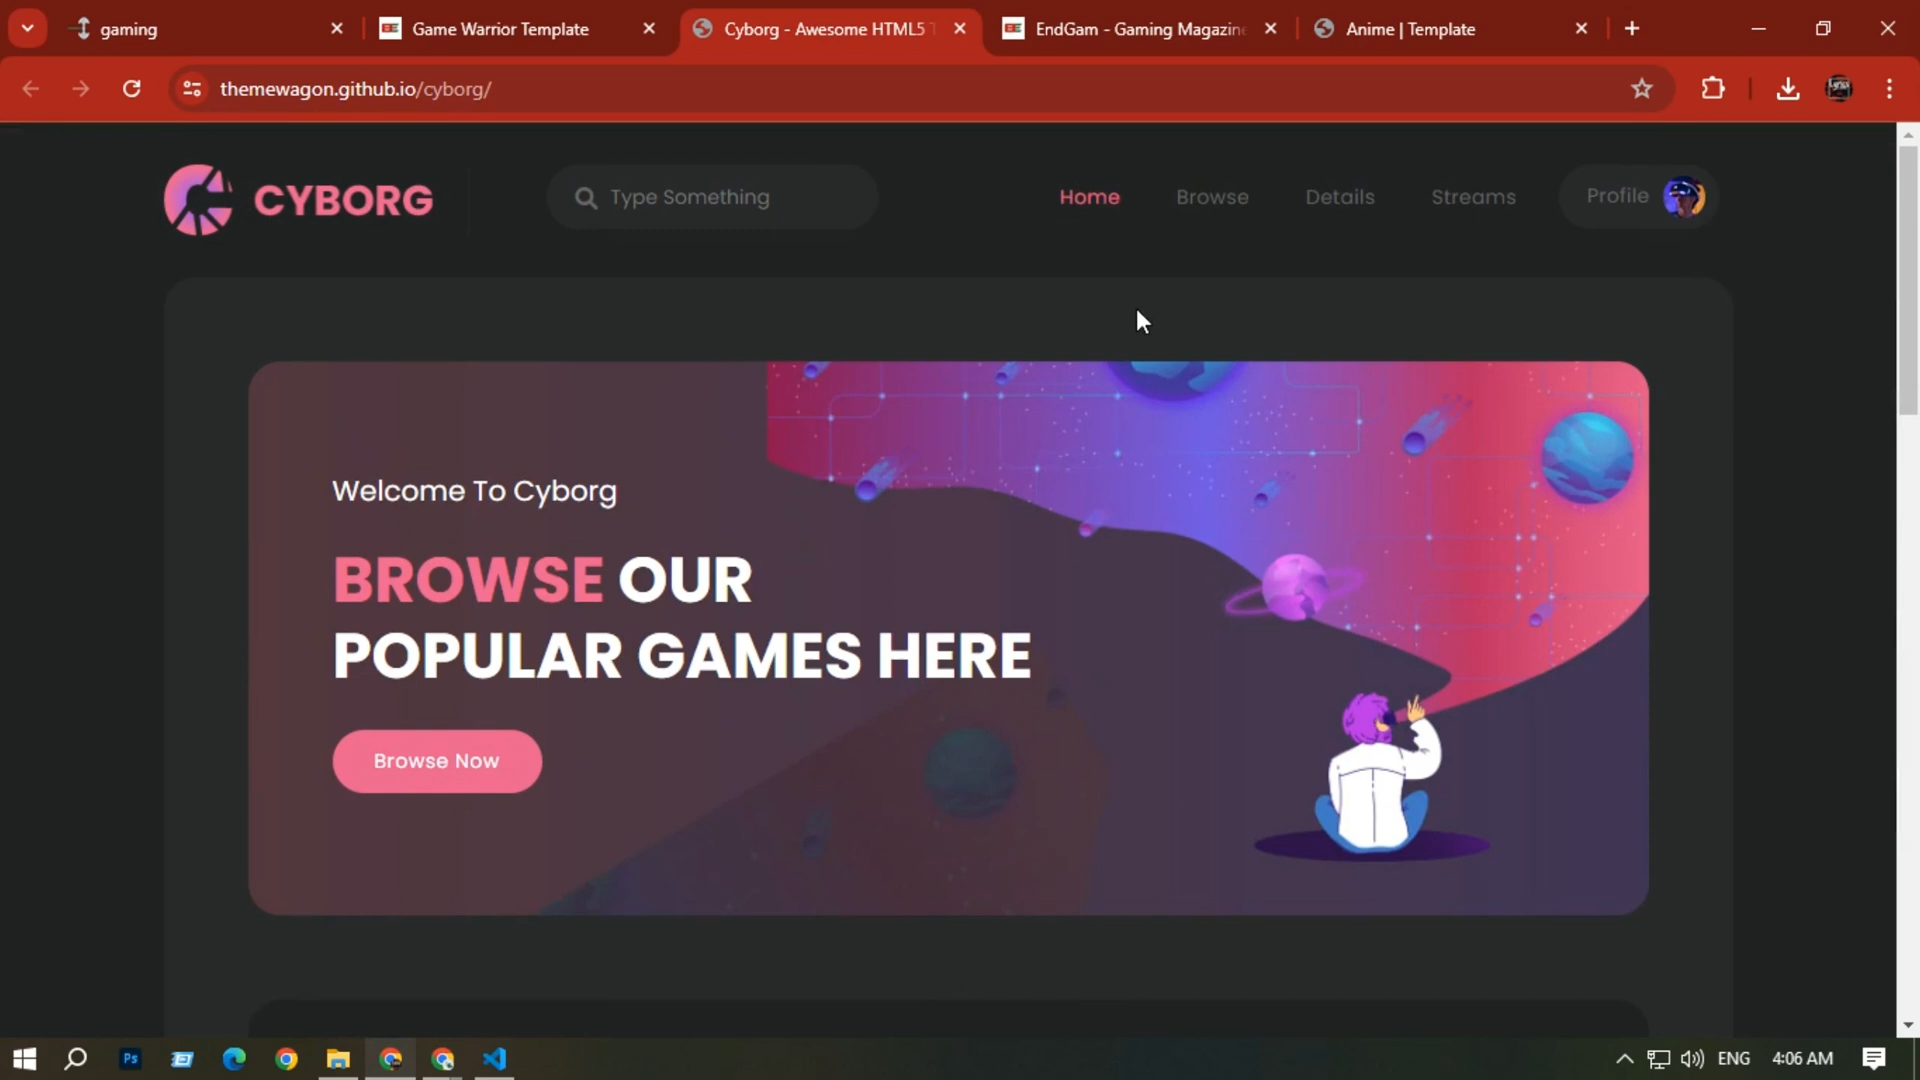 gaming
Game Warrior Template
Cyborg - Awesome HTML5
EndGam - Gaming Magazin
Anime | Template
themewagon.github.io/cyborg/
CYBORG
Type Something
Home
Browse
Details
Streams
Profile
Welcome To Cyborg
BROWSE OUR
POPULAR GAMES HERE
Browse Now
Ps
ENG
4:06 AM